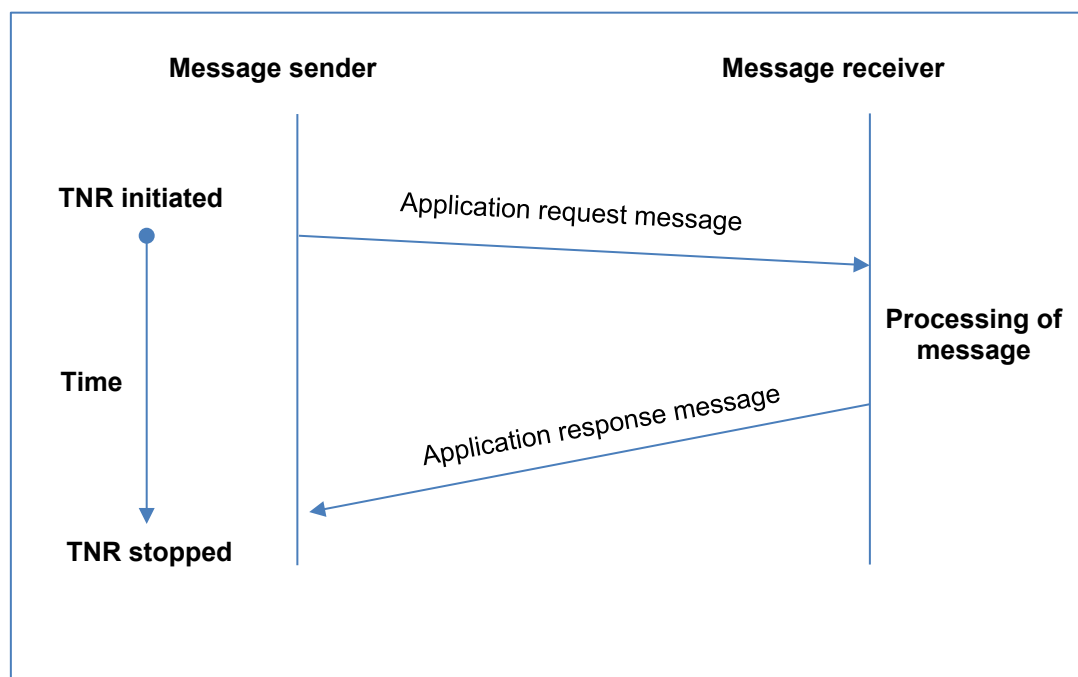 Message sender
Message receiver
TNR initiated
Application request message
Processing of
message
Time
Application response message
TNR stopped